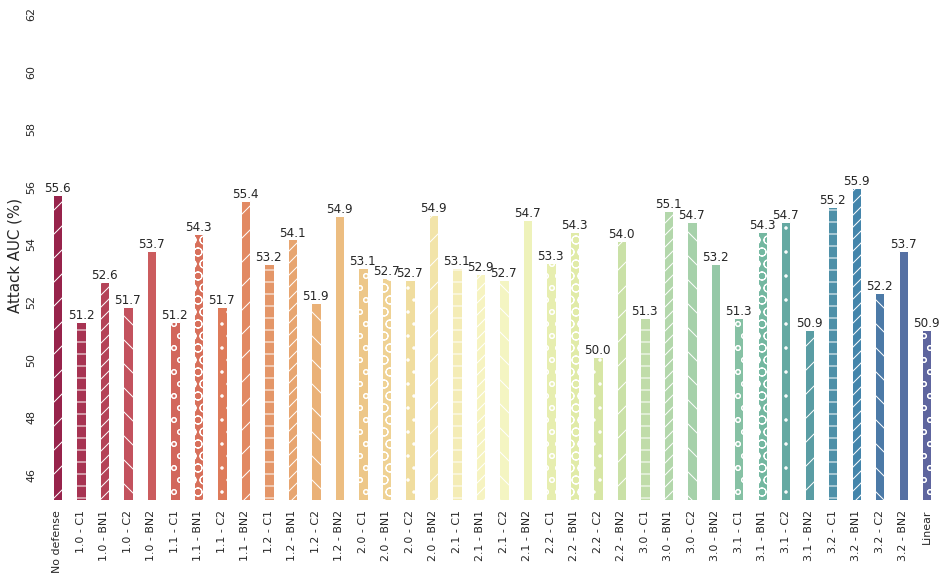 62
60
58
56
54
52
50
48
46
Attack AUC (%)
55.6
51.2
52.6
51.7
53.7
51.2
54.3
51.7
55.4
53.2
54.1
51.9
54.9
53.1
52.7
52.7
54.9
53.1
52.9
52.7
54.7
53.3
54.3
50.0
54.0
51.3
55.1
54.7
53.2
51.3
54.3
54.7
50.9
55.2
55.9
52.2
53.7
50.9
No defense
1.0 - C1
1.0 - BN1
1.0 - C2
1.0 - BN2
1.1 - C1
1.1 - BN1
1.1 - C2
1.1 - BN2
1.2 - C1
1.2 - BN1
1.2 - C2
1.2 - BN2
2.0 - C1
2.0 - BN1
2.0 - C2
2.0 - BN2
2.1 - C1
2.1 - BN1
2.1 - C2
2.1 - BN2
2.2 - C1
2.2 - BN1
2.2 - C2
2.2 - BN2
3.0 - C1
3.0 - BN1
3.0 - C2
3.0 - BN2
3.1 - C1
3.1 - BN1
3.1 - C2
3.1 - BN2
3.2 - C1
3.2 - BN1
3.2 - C2
3.2 - BN2
Linear